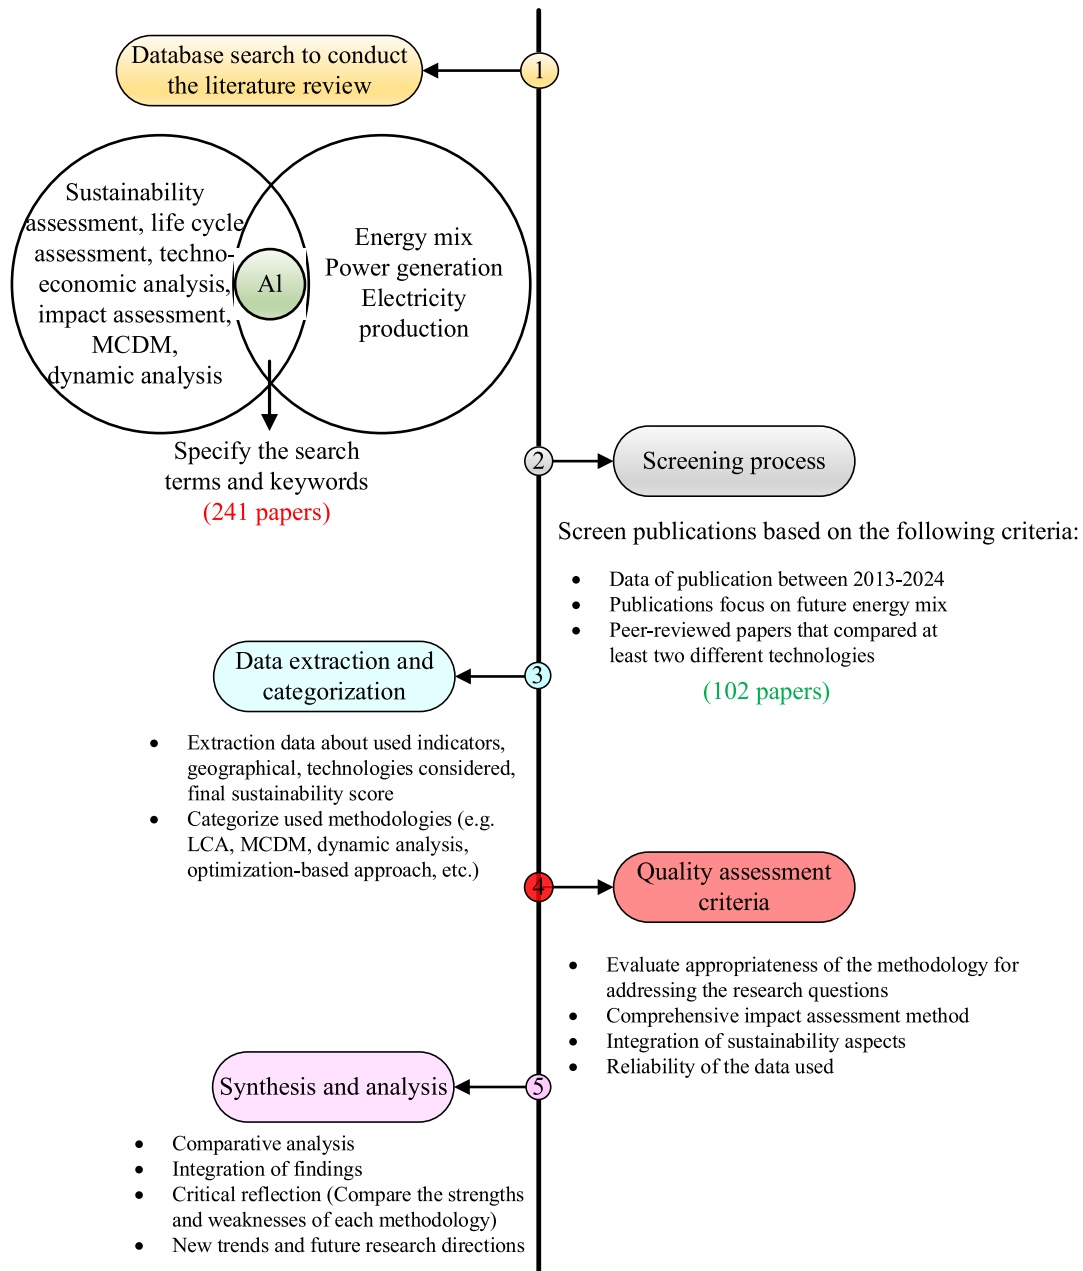 Database search to conduct
the literature review
1
Sustainability
assessment, life cycle
assessment, techno-
economic analysis,
impact assessment,
MCDM,
dynamic analysis
AI
Energy mix
Power generation
Electricity
production
Specify the search
terms and keywords
(241 papers)
2
Screening process
Screen publications based on the following criteria:
• Data of publication between 2013-2024
• Publications focus on future energy mix
• Peer-reviewed papers that compared at
least two different technologies
(102 papers)
3
Data extraction and
categorization
• Extraction data about used indicators,
geographical, technologies considered,
final sustainability score
• Categorize used methodologies (e.g.
LCA, MCDM, dynamic analysis,
optimization-based approach, etc.)
4
Quality assessment
criteria
• Evaluate appropriateness of the methodology for
addressing the research questions
• Comprehensive impact assessment method
• Integration of sustainability aspects
• Reliability of the data used
5
Synthesis and analysis
• Comparative analysis
• Integration of findings
• Critical reflection (Compare the strengths
and weaknesses of each methodology)
• New trends and future research directions